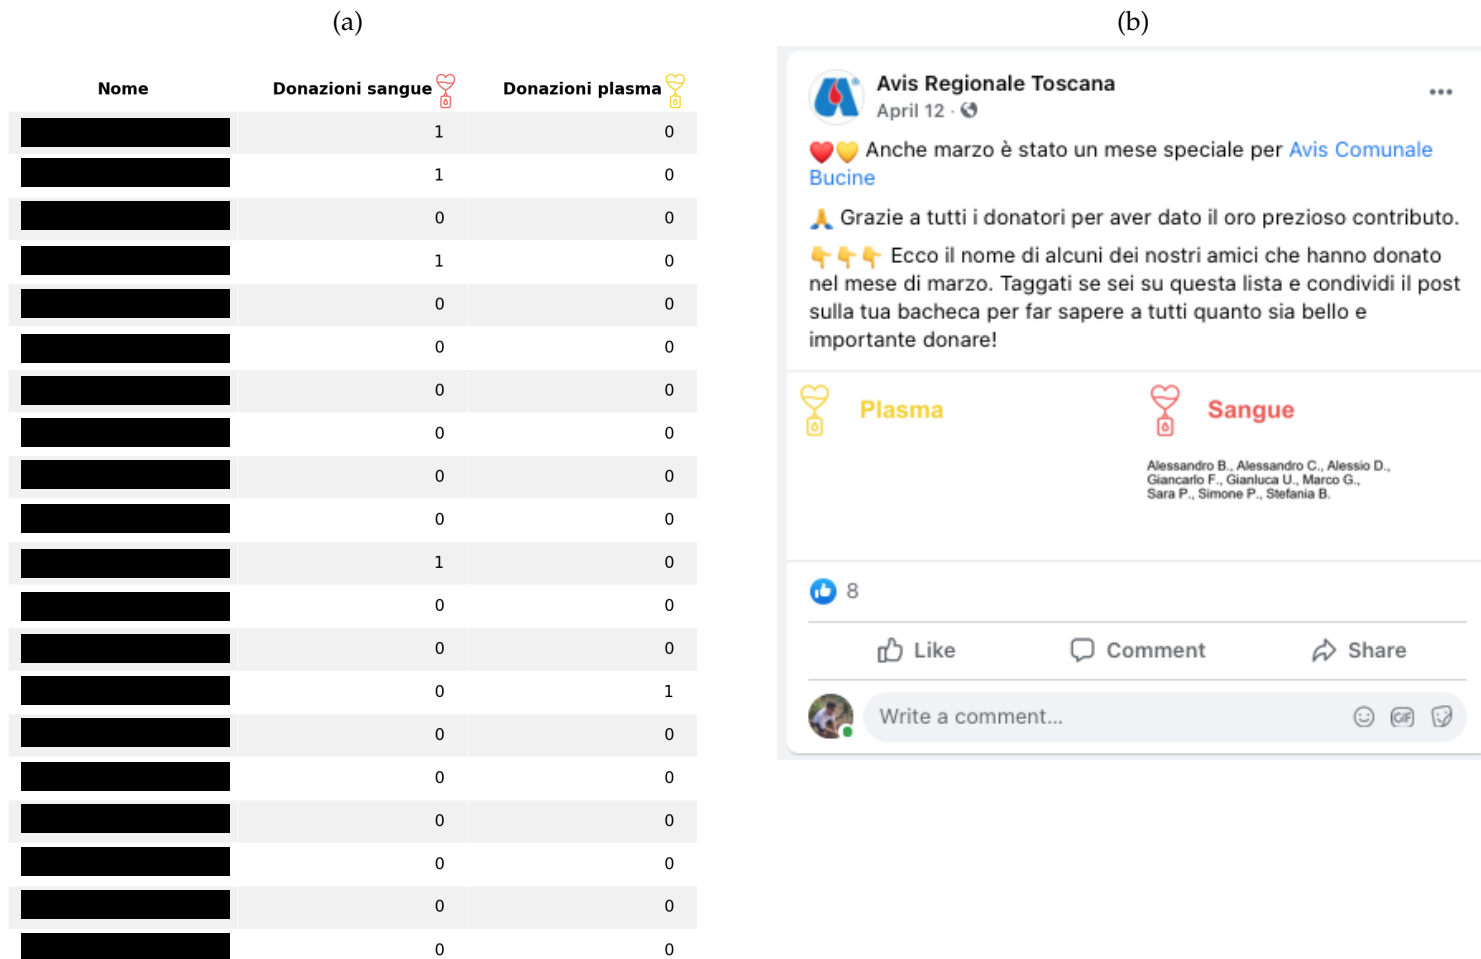 (a)
Nome Donazioni sangue Donazioni plasma
1 0
1 0
0 0
1 0
0 0
0 0
0 0
0 0
0 0
0 0
1 0
0 0
0 0
0 1
0 0
0 0
0 0
0 0
0 0
0 0
(b)
Avis Regionale Toscana
April 12 ·
Anche marzo è stato un mese speciale per Avis Comunale
Bucine
Grazie a tutti i donatori per aver dato il oro prezioso contributo.
Ecco il nome di alcuni dei nostri amici che hanno donato
nel mese di marzo. Taggati se sei su questa lista e condividi il post
sulla tua bacheca per far sapere a tutti quanto sia bello e
importante donare!
Plasma
Sangue
Alessandro B., Alessandro C., Alessio D.,
Giancarlo F., Gianluca U., Marco G.,
Sara P., Simone P., Stefania B.
8
Like Comment Share
Write a comment... GIF